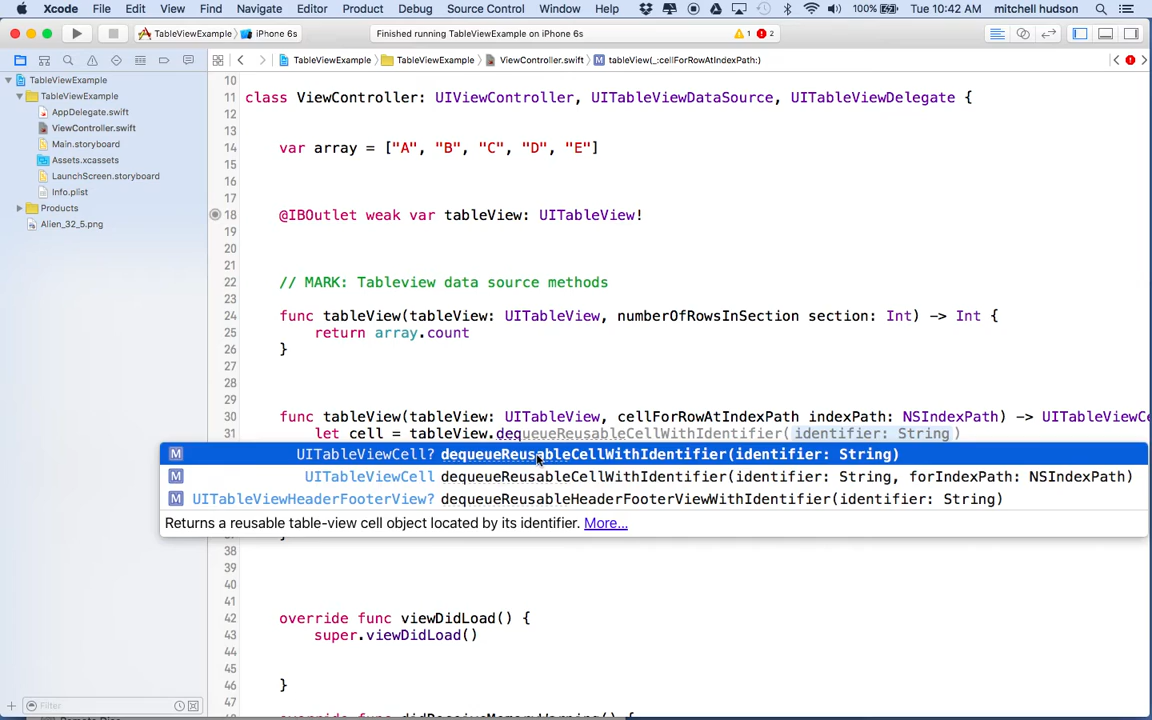 Xcode File Edit View Find Navigate Editor Product Debug Source Control Window Help 100% Tue 10:42 AM mitchell hudson
TableViewExample iPhone 6s Finished running TableViewExample on iPhone 6s 1 2
TableViewExample TableViewExample ViewController.swift M tableView(_:cellForRowAtIndexPath:)
TableViewExample
TableViewExample
AppDelegate.swift
ViewController.swift
Main.storyboard
Assets.xcassets
LaunchScreen.storyboard
Info.plist
Products
Alien_32_5.png
Filter
10
11 class ViewController: UIViewController, UITableViewDataSource, UITableViewDelegate {
12
13
14 var array = ["A", "B", "C", "D", "E"]
15
16
17
18 @IBOutlet weak var tableView: UITableView!
19
20
21
22 // MARK: Tableview data source methods
23
24 func tableView(tableView: UITableView, numberOfRowsInSection section: Int) -> Int {
25 return array.count
26 }
27
28
29
30 func tableView(tableView: UITableView, cellForRowAtIndexPath indexPath: NSIndexPath) -> UITableViewCe
31 let cell = tableView.dequeueReusableCellWithIdentifier(identifier: String)
M UITableViewCell? dequeueReusableCellWithIdentifier(identifier: String)
M UITableViewCell dequeueReusableCellWithIdentifier(identifier: String, forIndexPath: NSIndexPath)
M UITableViewHeaderFooterView? dequeueReusableHeaderFooterViewWithIdentifier(identifier: String)
Returns a reusable table-view cell object located by its identifier. More...
38
39
40
41
42 override func viewDidLoad() {
43 super.viewDidLoad()
44
45
46 }
47